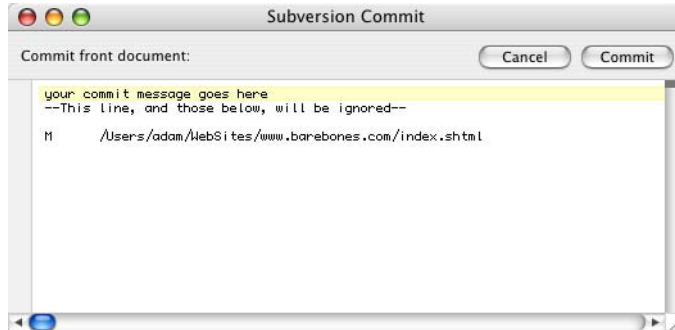 Subversion Commit
Commit front document:
Cancel
Commit
your commit message goes here
--This line, and those below, will be ignored--
M /Users/adam/WebSites/www.barebones.com/index.shtml